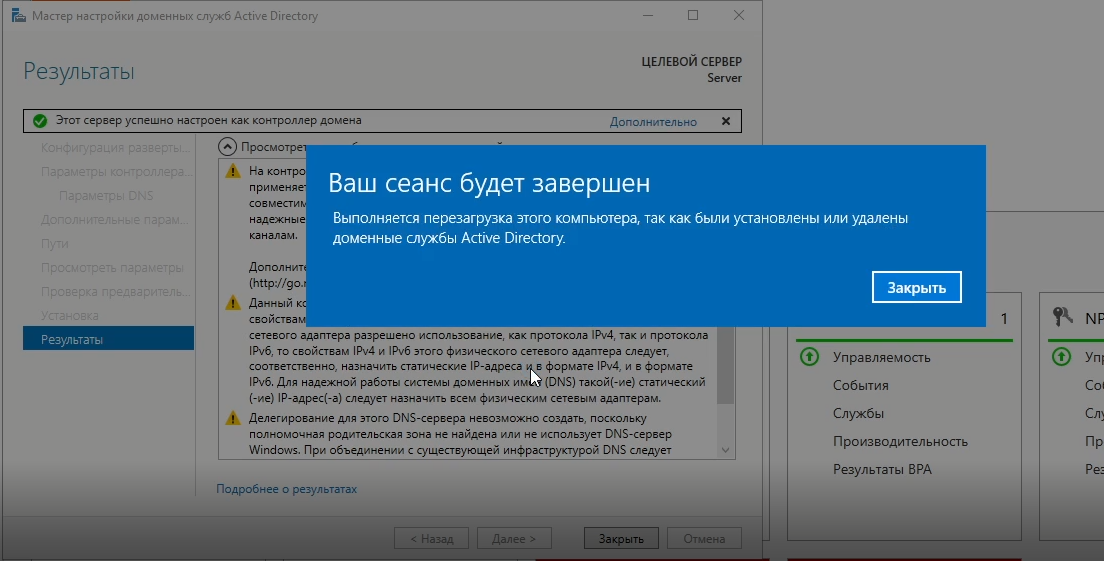 Мастер настройки доменных служб Active Directory
Результаты
ЦЕЛЕВОЙ СЕРВЕР
Server
Этот сервер успешно настроен как контроллер домена
Дополнительно
Конфигурация разверты...
Параметры контроллера...
Параметры DNS
Дополнительные парам...
Пути
Просмотреть параметры
Проверка предваритель...
Установка
Результаты
Просмотрет
На контро
применяет
совместим
надежные
каналам.
Дополните
(http://go.
Данный ко
свойствам
сетевого адаптера разрешено использование, как протокола IPv4, так и протокола
IPv6, то свойствам IPv4 и IPv6 этого физического сетевого адаптера следует,
соответственно, назначить статические IP-адреса и в формате IPv4, и в формате
IPv6. Для надежной работы системы доменных имен (DNS) такой(-ие) статический
(-ие) IP-адрес(-а) следует назначить всем физическим сетевым адаптерам.
Делегирование для этого DNS-сервера невозможно создать, поскольку
полномочная родительская зона не найдена или не использует DNS-сервер
Windows. При объединении с существующей инфраструктурой DNS следует
Подробнее о результатах
< Назад
Далее >
Закрыть
Отмена
Ваш сеанс будет завершен
Выполняется перезагрузка этого компьютера, так как были установлены или удалены
доменные службы Active Directory.
Закрыть
1
Управляемость
События
Службы
Производительность
Результаты BPA
NP
Уп
Со
Сл
Пр
Рез